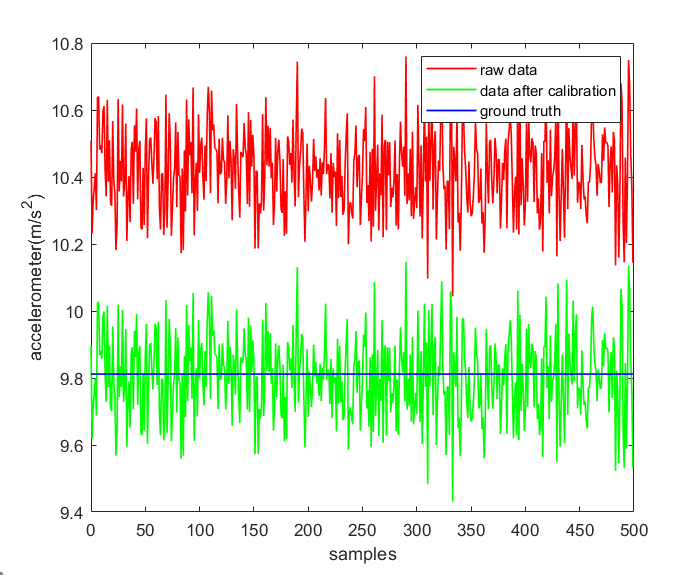 10.8
10.6
10.4
10.2
10
9.8
9.6
9.4
accelerometer(m/s²)
raw data
data after calibration
ground truth
0 50 100 150 200 250 300 350 400 450 500
samples